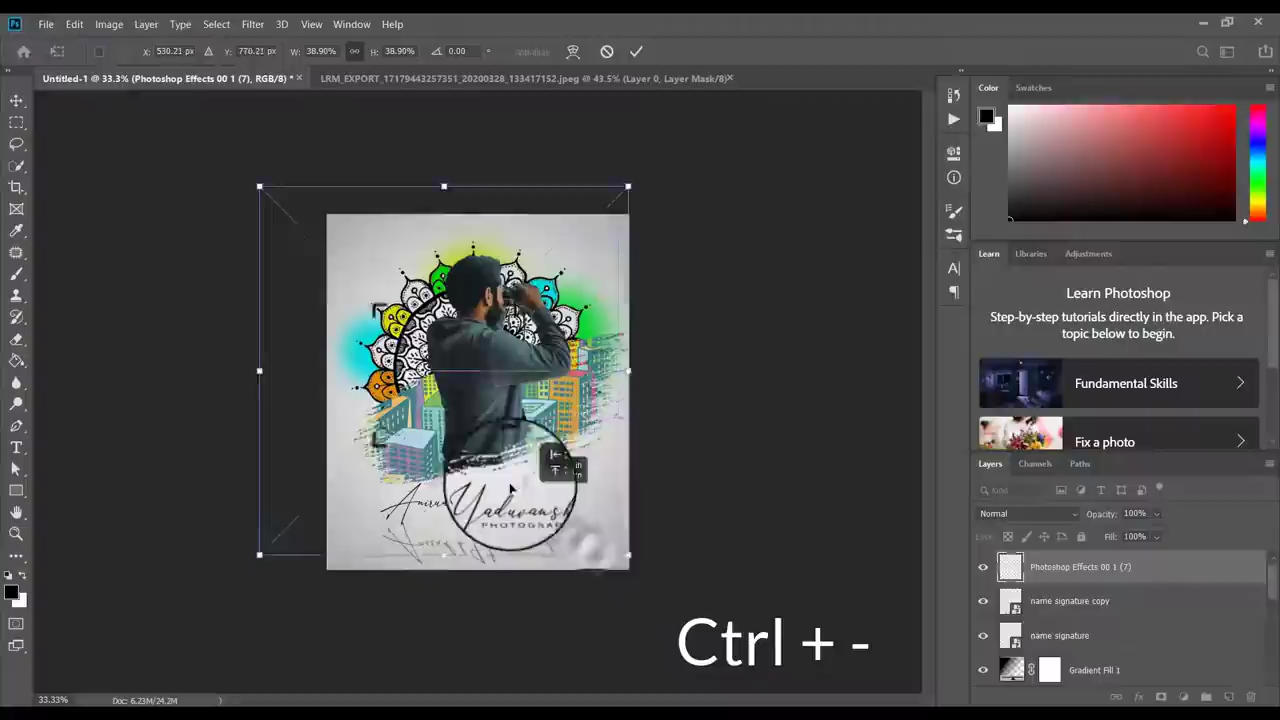 Ps File Edit Image Layer Type Select Filter 3D View Window Help
X: 530.21 px Y: 770.21 px W: 38.90% H: 38.90% 0.00 °
Untitled-1 @ 33.3% (Photoshop Effects 00 1 (7), RGB/8) * × LRM_EXPORT_17179443257351_20200328_133417152.jpeg @ 43.5% (Layer 0, Layer Mask/8) ×
Color Swatches
Learn Libraries Adjustments
Learn Photoshop
Step-by-step tutorials directly in the app. Pick a
topic below to begin.
Fundamental Skills
Fix a photo
Layers Channels Paths
Kind
Normal Opacity: 100%
Lock: Fill: 100%
Photoshop Effects 00 1 (7)
name signature copy
name signature
Gradient Fill 1
Yaduvansh
PHOTOGRAP
Ctrl + -
33.33% Doc: 6.23M/24.2M